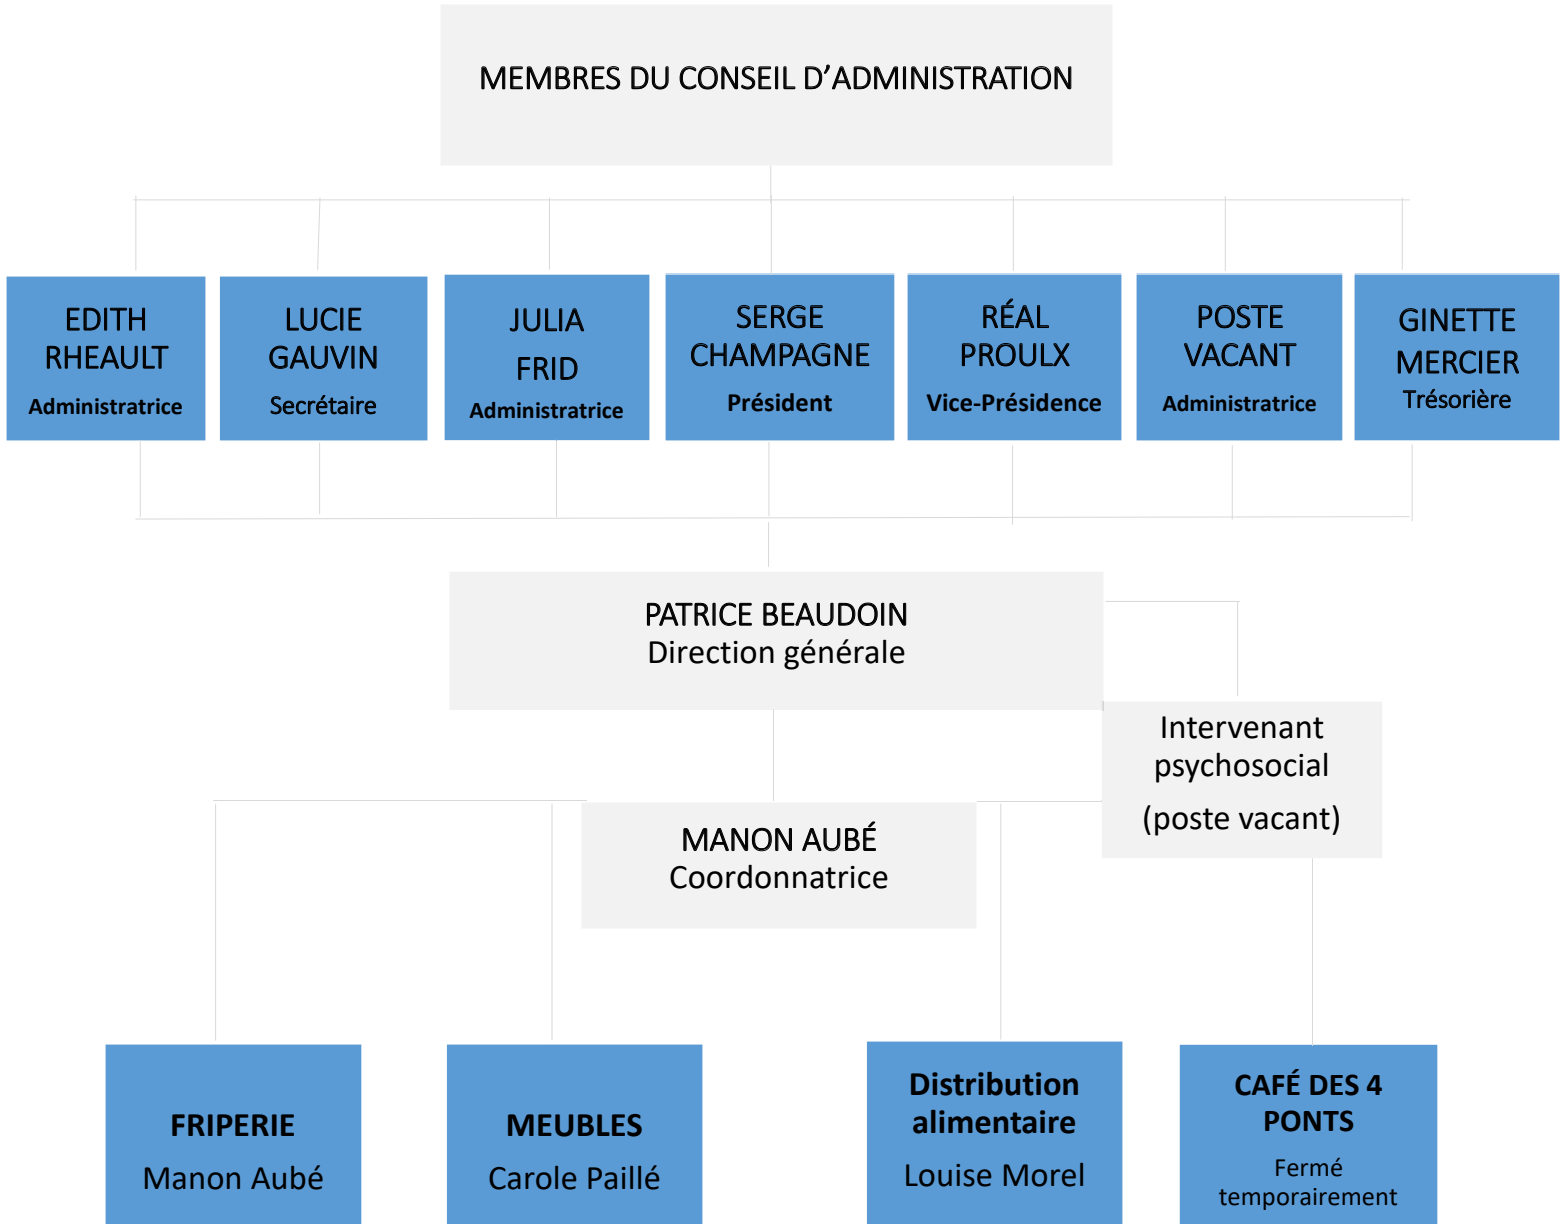 MEMBRES DU CONSEIL D’ADMINISTRATION
EDITH
RHEAULT
Administratrice
LUCIE
GAUVIN
Secrétaire
JULIA
FRID
Administratrice
SERGE
CHAMPAGNE
Président
RÉAL
PROULX
Vice-Présidence
POSTE
VACANT
Administratrice
GINETTE
MERCIER
Trésorière
PATRICE BEAUDOIN
Direction générale
Intervenant
psychosocial
(poste vacant)
MANON AUBÉ
Coordonnatrice
FRIPERIE
Manon Aubé
MEUBLES
Carole Paillé
Distribution
alimentaire
Louise Morel
CAFÉ DES 4
PONTS
Fermé
temporairement